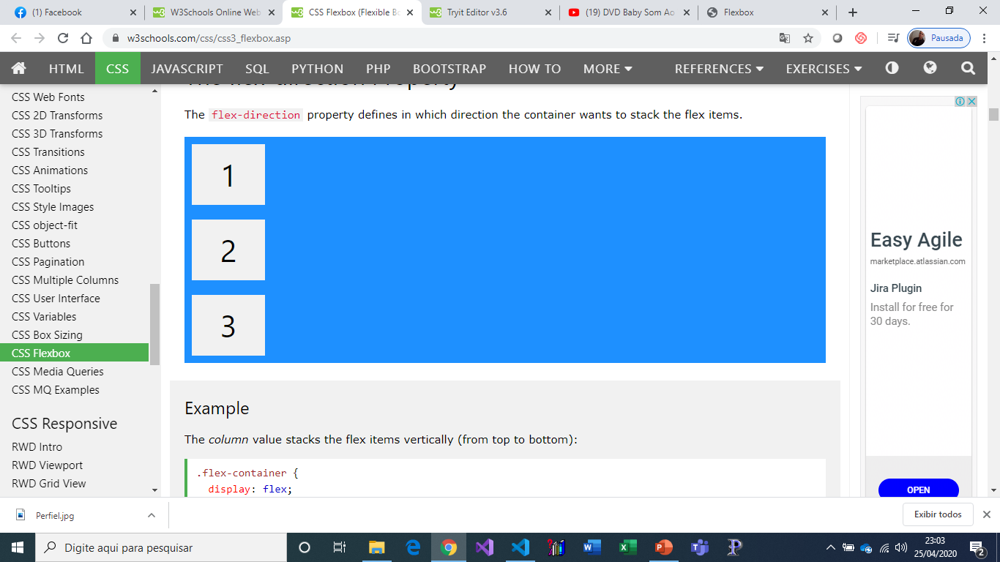 (1) Facebook
W3Schools Online Web
CSS Flexbox (Flexible Bo
Tryit Editor v3.6
(19) DVD Baby Som Ao
Flexbox
w3schools.com/css/css3_flexbox.asp
Pausada
HTML CSS JAVASCRIPT SQL PYTHON PHP BOOTSTRAP HOW TO MORE REFERENCES EXERCISES
CSS Web Fonts
CSS 2D Transforms
CSS 3D Transforms
CSS Transitions
CSS Animations
CSS Tooltips
CSS Style Images
CSS object-fit
CSS Buttons
CSS Pagination
CSS Multiple Columns
CSS User Interface
CSS Variables
CSS Box Sizing
CSS Flexbox
CSS Media Queries
CSS MQ Examples
CSS Responsive
RWD Intro
RWD Viewport
RWD Grid View
The flex-direction Property
The flex-direction property defines in which direction the container wants to stack the flex items.
1
2
3
Example
The column value stacks the flex items vertically (from top to bottom):
.flex-container {
display: flex;
Easy Agile
marketplace.atlassian.com
Jira Plugin
Install for free for
30 days.
OPEN
Perfiel.jpg
Exibir todos
Digite aqui para pesquisar
23:03
25/04/2020
2